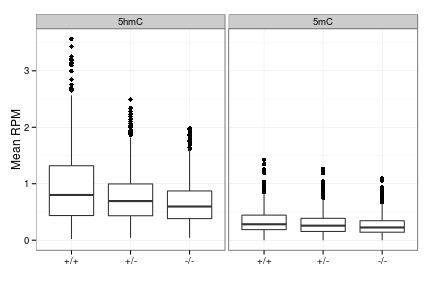 5hmC 5mC
Mean RPM
3
2
1
0
+/+ +/- -/- +/+ +/- -/-